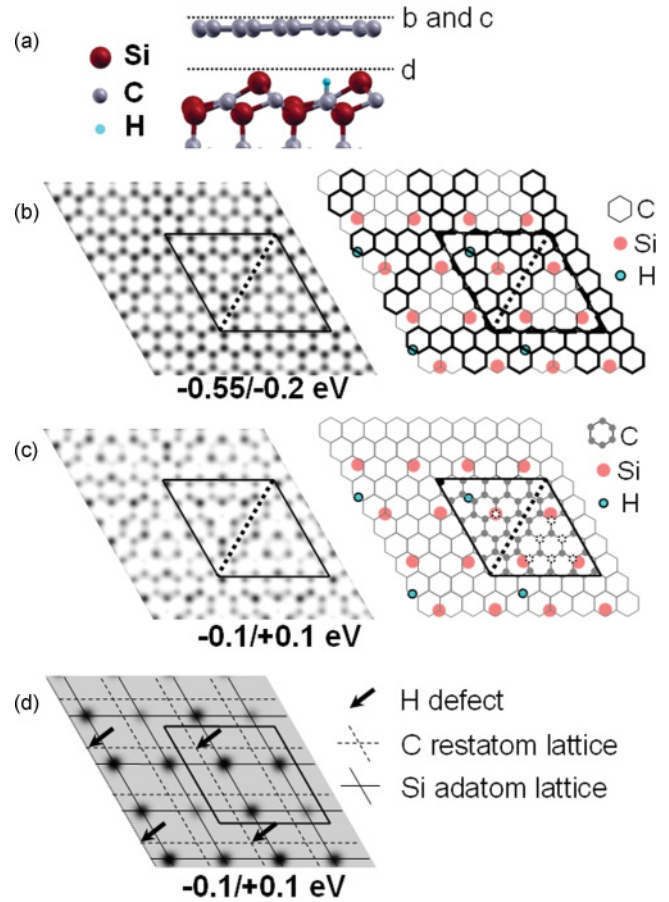 (a)
b and c
d
Si
C
H
(b)
C
Si
H
-0.55/-0.2 eV
(c)
C
Si
H
-0.1/+0.1 eV
(d)
H defect
C restatom lattice
Si adatom lattice
-0.1/+0.1 eV